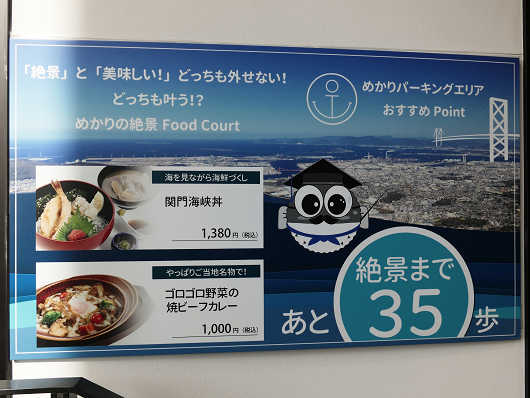 「絶景」と「美味しい!」どっちも外せない!
どっちも叶う!?
めかりの絶景 Food Court
めかりパーキングエリア
おすすめ Point
海を見ながら海鮮づくし
関門海峡丼
1,380円(税込)
やっぱりご当地名物で!
ゴロゴロ野菜の
焼ビーフカレー
1,000円(税込)
絶景まで
あと 35 歩